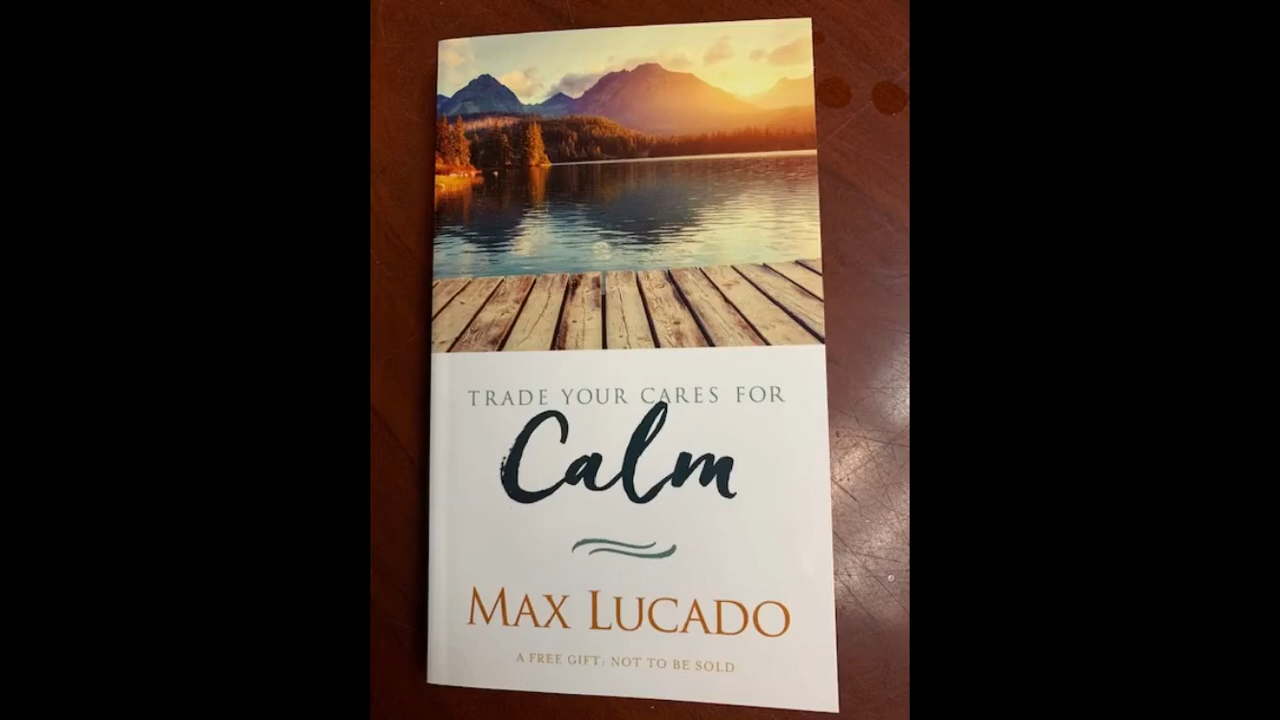 TRADE YOUR CARES FOR
Calm
MAX LUCADO
A FREE GIFT; NOT TO BE SOLD